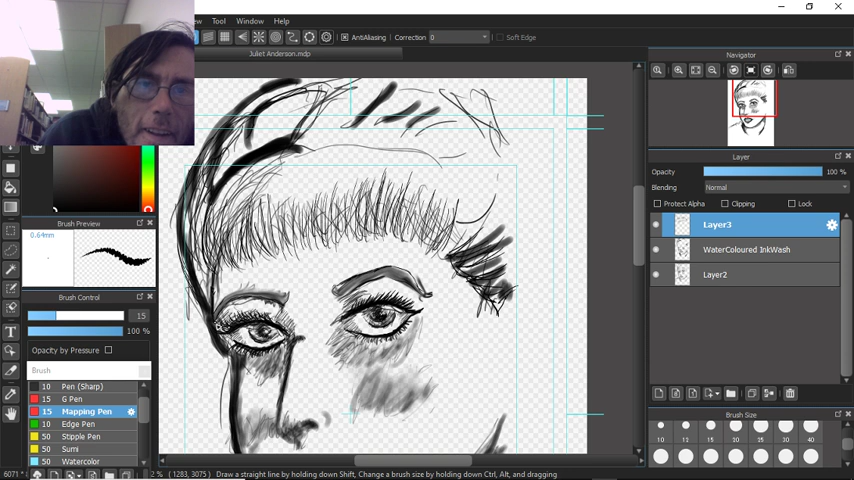 Tool Window Help
AntiAliasing Correction 0 Soft Edge
Juliet Anderson.mdp
Navigator
Layer
Opacity 100 %
Blending Normal
Protect Alpha Clipping Lock
Layer3
WaterColoured InkWash
Layer2
Brush Preview
0.64mm
Brush Control
15
100 %
Opacity by Pressure
Brush
10 Pen (Sharp)
15 G Pen
15 Mapping Pen
10 Edge Pen
50 Stipple Pen
50 Sumi
50 Watercolor
Brush Size
10 12 15 20 25 30 40
(1283, 3075) Draw a straight line by holding down Shift, Change a brush size by holding down Ctrl, Alt, and dragging